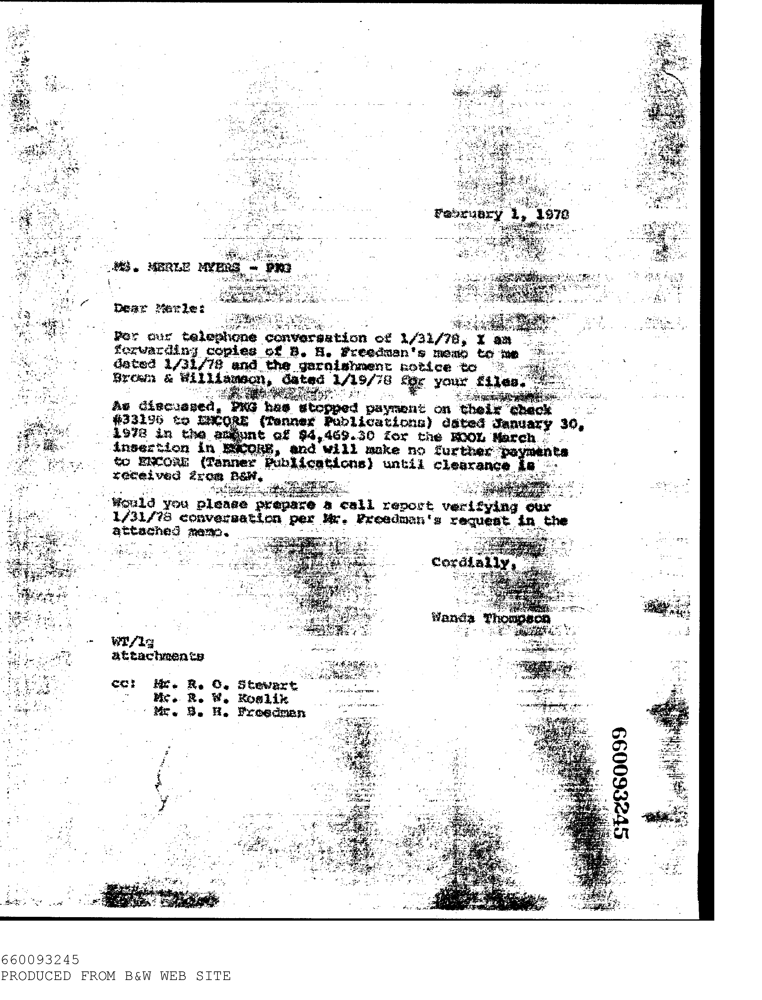 February 1, 1978
MS. MERLE MYERS - PKG
Dear Merle:
Per our telephone conversation of 1/31/78, I am
forwarding copies of B. H. Freedman's memo to me
dated 1/31/78 and the garnishment notice to
Brown & Williamson, dated 1/19/78 for your files.
As discussed, PKG has stopped payment on their check
#33196 to ENCORE (Tanner Publications) dated January 30,
1978 in the amount of $4,469.30 for the KOOL March
insertion in ENCORE, and will make no further payments
to ENCORE (Tanner Publications) until clearance is
received from B&W.
Would you please prepare a call report verifying our
1/31/78 conversation per Mr. Freedman's request in the
attached memo.
Cordially,
Wanda Thompson
WT/lg
attachments
cc: Mr. R. O. Stewart
Mr. R. W. Koslik
Mr. B. H. Freedman
660093245
660093245
PRODUCED FROM B&W WEB SITE